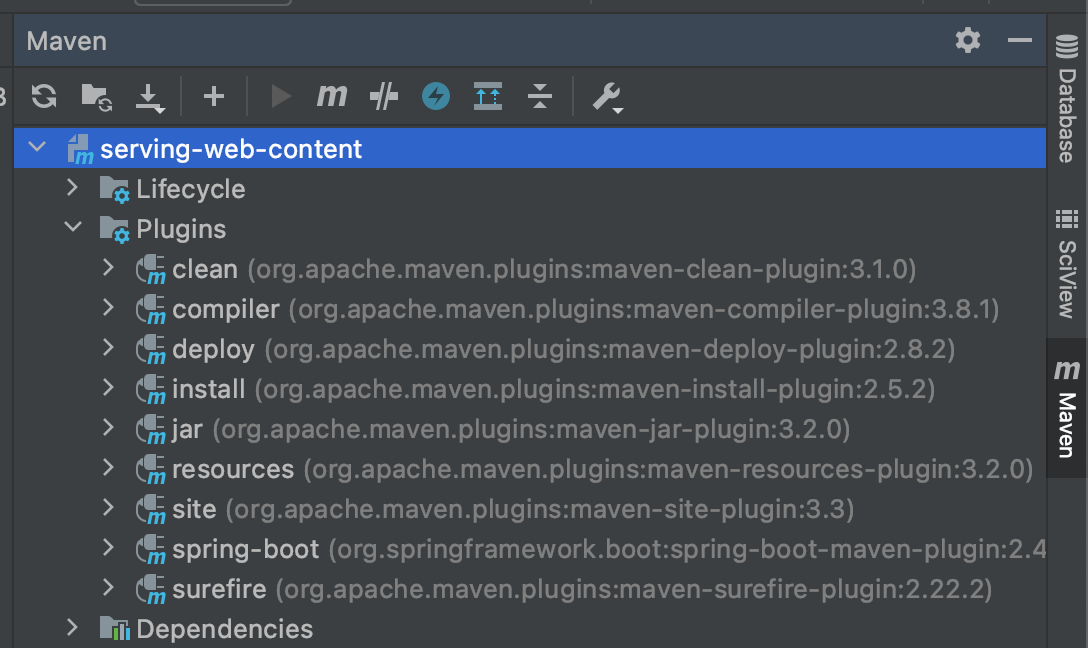 Maven
serving-web-content
Lifecycle
Plugins
clean (org.apache.maven.plugins:maven-clean-plugin:3.1.0)
compiler (org.apache.maven.plugins:maven-compiler-plugin:3.8.1)
deploy (org.apache.maven.plugins:maven-deploy-plugin:2.8.2)
install (org.apache.maven.plugins:maven-install-plugin:2.5.2)
jar (org.apache.maven.plugins:maven-jar-plugin:3.2.0)
resources (org.apache.maven.plugins:maven-resources-plugin:3.2.0)
site (org.apache.maven.plugins:maven-site-plugin:3.3)
spring-boot (org.springframework.boot:spring-boot-maven-plugin:2.4
surefire (org.apache.maven.plugins:maven-surefire-plugin:2.22.2)
Dependencies
Database
SciView
Maven